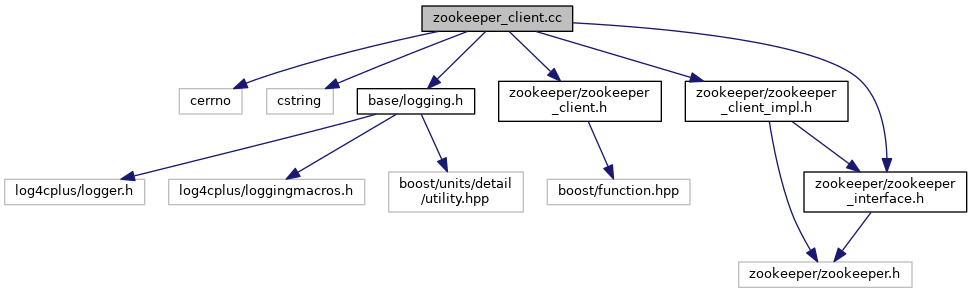 zookeeper_client.cc
cerrno
cstring
base/logging.h
zookeeper/zookeeper
_client.h
zookeeper/zookeeper
_client_impl.h
log4cplus/logger.h
log4cplus/loggingmacros.h
boost/units/detail
/utility.hpp
boost/function.hpp
zookeeper/zookeeper
_interface.h
zookeeper/zookeeper.h